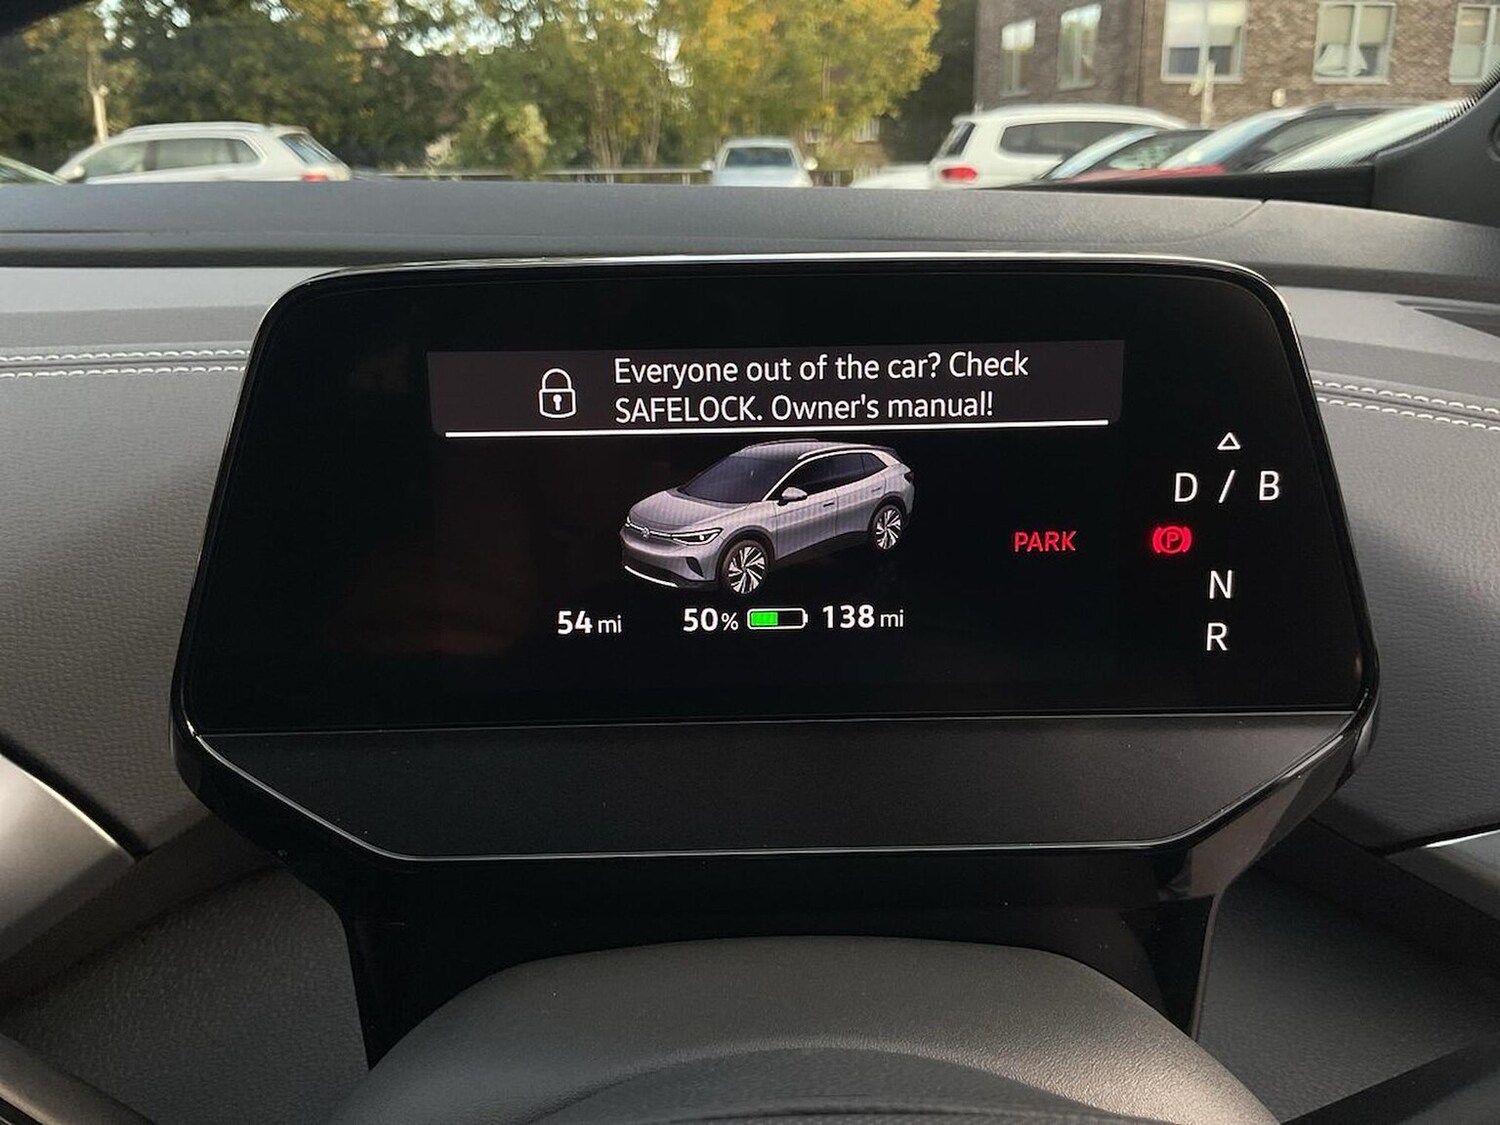 Everyone out of the car? Check
SAFELOCK. Owner's manual!
D / B
PARK
P
N
R
54 mi 50% 138 mi